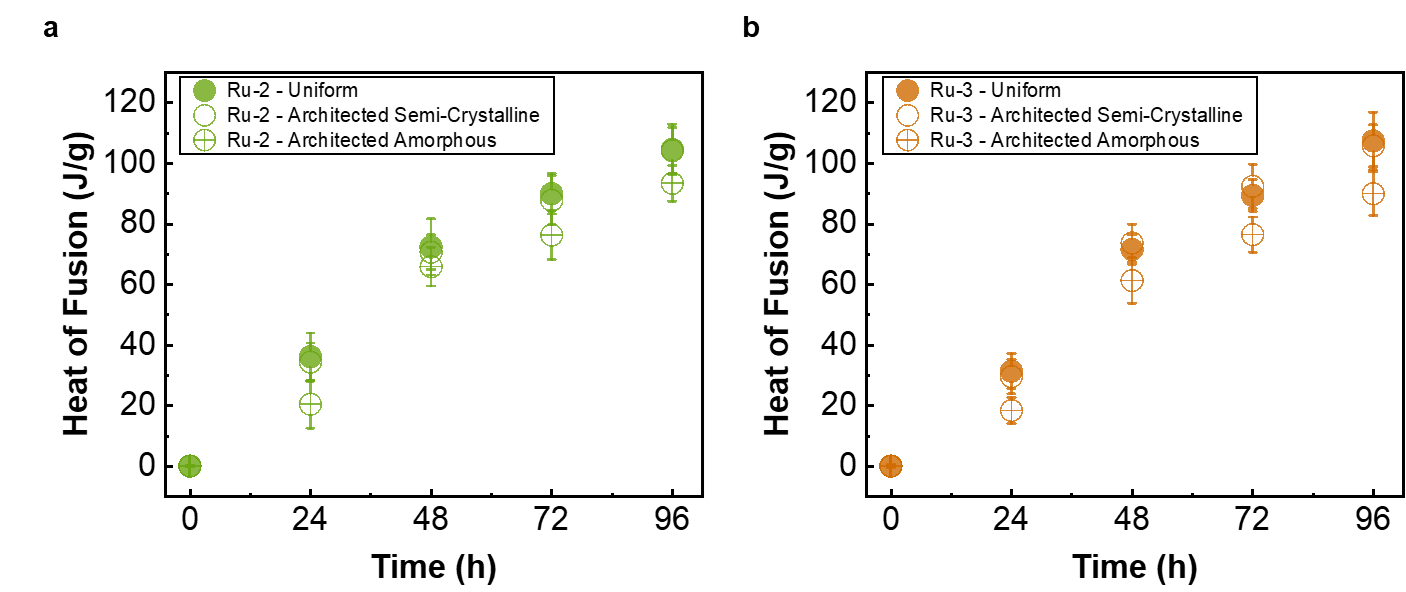 a
Ru-2 - Uniform
Ru-2 - Architected Semi-Crystalline
Ru-2 - Architected Amorphous
Heat of Fusion (J/g)
120
100
80
60
40
20
0
0 24 48 72 96
Time (h)
b
Ru-3 - Uniform
Ru-3 - Architected Semi-Crystalline
Ru-3 - Architected Amorphous
Heat of Fusion (J/g)
120
100
80
60
40
20
0
0 24 48 72 96
Time (h)